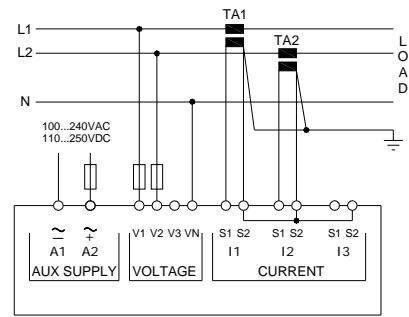 TA1
L1
TA2
L2
LOAD
N
100...240VAC
110...250VDC
V1 V2 V3 VN S1 S2 S1 S2 S1 S2
A1 A2 I1 I2 I3
AUX SUPPLY VOLTAGE CURRENT